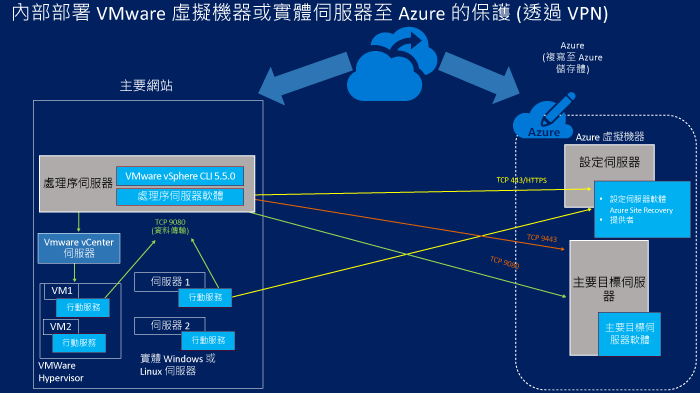 內部部署 VMware 虛擬機器或實體伺服器至 Azure 的保護 (透過 VPN)
Azure
(複寫至 Azure
儲存體)
主要網站
Azure
Azure 虛擬機器
設定伺服器
處理序伺服器
VMware vSphere CLI 5.5.0
處理序伺服器軟體
TCP 443/HTTPS
設定伺服器軟體
Azure Site Recovery
提供者
TCP 9080
(資料傳輸)
Vmware vCenter
伺服器
TCP 9443
TCP 9080
主要目標伺服
器
VM1
行動服務
伺服器 1
行動服務
VM2
行動服務
伺服器 2
行動服務
主要目標伺
服器軟體
VMWare
Hypervisor
實體 Windows 或
Linux 伺服器